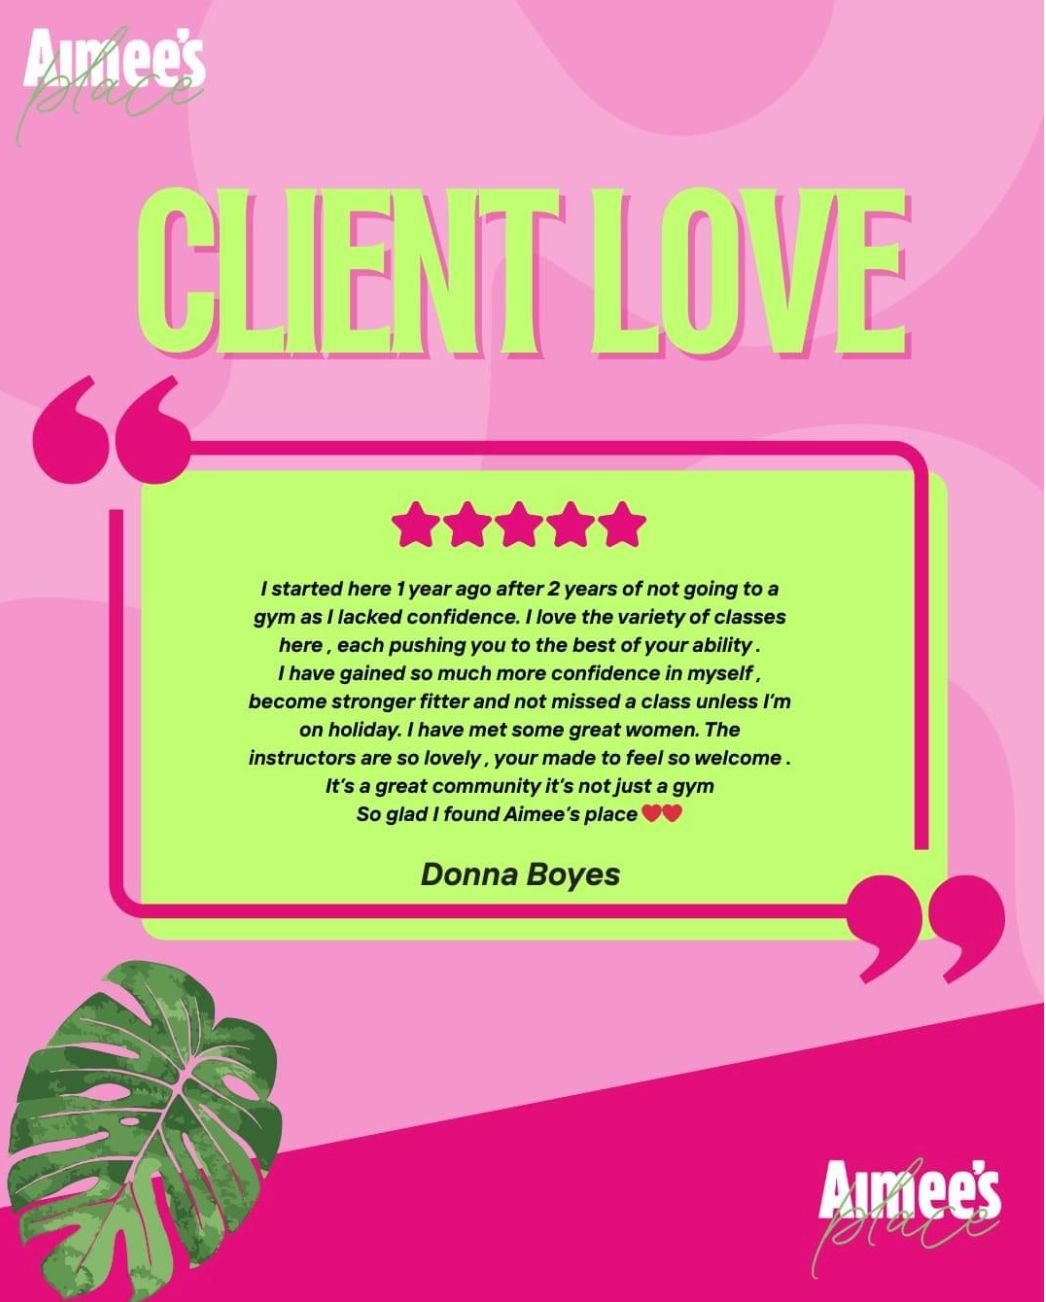 Aimee's
place
CLIENT LOVE
I started here 1 year ago after 2 years of not going to a
gym as I lacked confidence. I love the variety of classes
here , each pushing you to the best of your ability .
I have gained so much more confidence in myself ,
become stronger fitter and not missed a class unless I'm
on holiday. I have met some great women. The
instructors are so lovely , your made to feel so welcome .
It's a great community it's not just a gym
So glad I found Aimee's place ❤️❤️
Donna Boyes
Aimee's
place